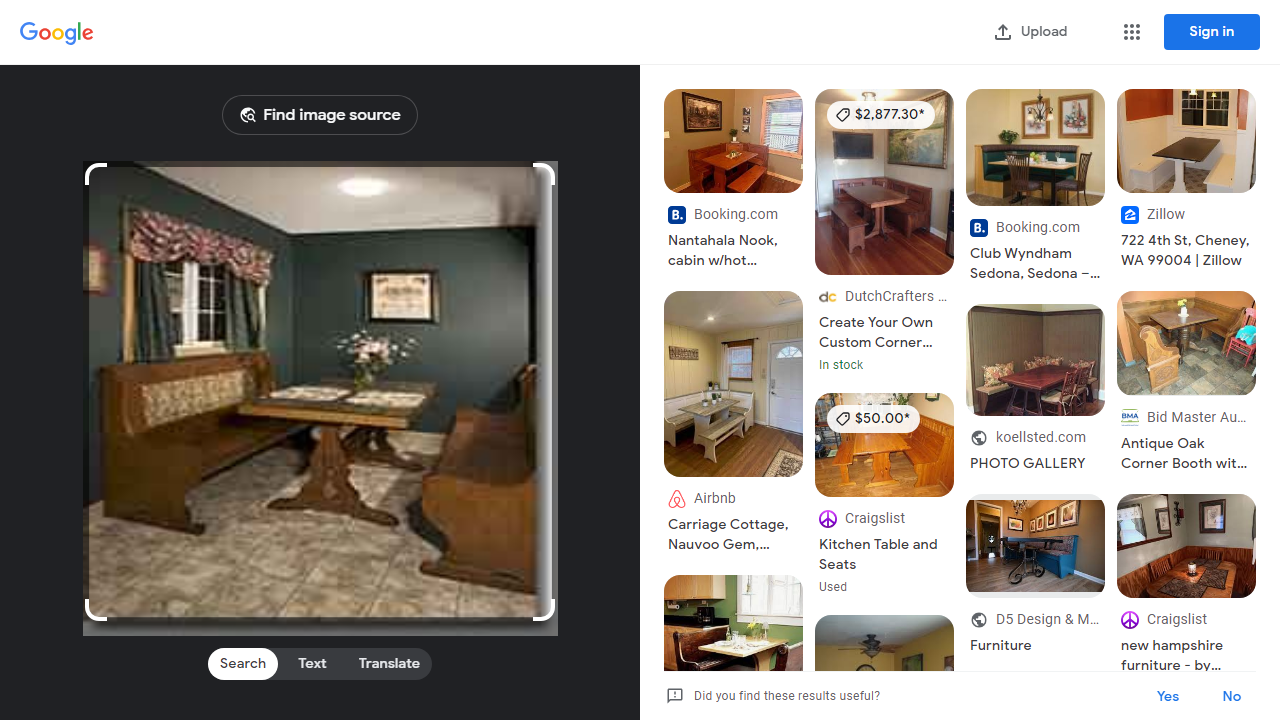 Google
Upload
Sign in
Find image source
Search
Text
Translate
Booking.com
Nantahala Nook,
cabin w/hot...
Airbnb
Carriage Cottage,
Nauvoo Gem,...
$2,877.30*
DutchCrafters ...
Create Your Own
Custom Corner...
In stock
$50.00*
Craigslist
Kitchen Table and
Seats
Used
Booking.com
Club Wyndham
Sedona, Sedona –...
koellsted.com
PHOTO GALLERY
D5 Design & M...
Furniture
Zillow
722 4th St, Cheney,
WA 99004 | Zillow
BMA
Bid Master Au...
Antique Oak
Corner Booth wit...
Craigslist
new hampshire
furniture - by...
Did you find these results useful?
Yes
No